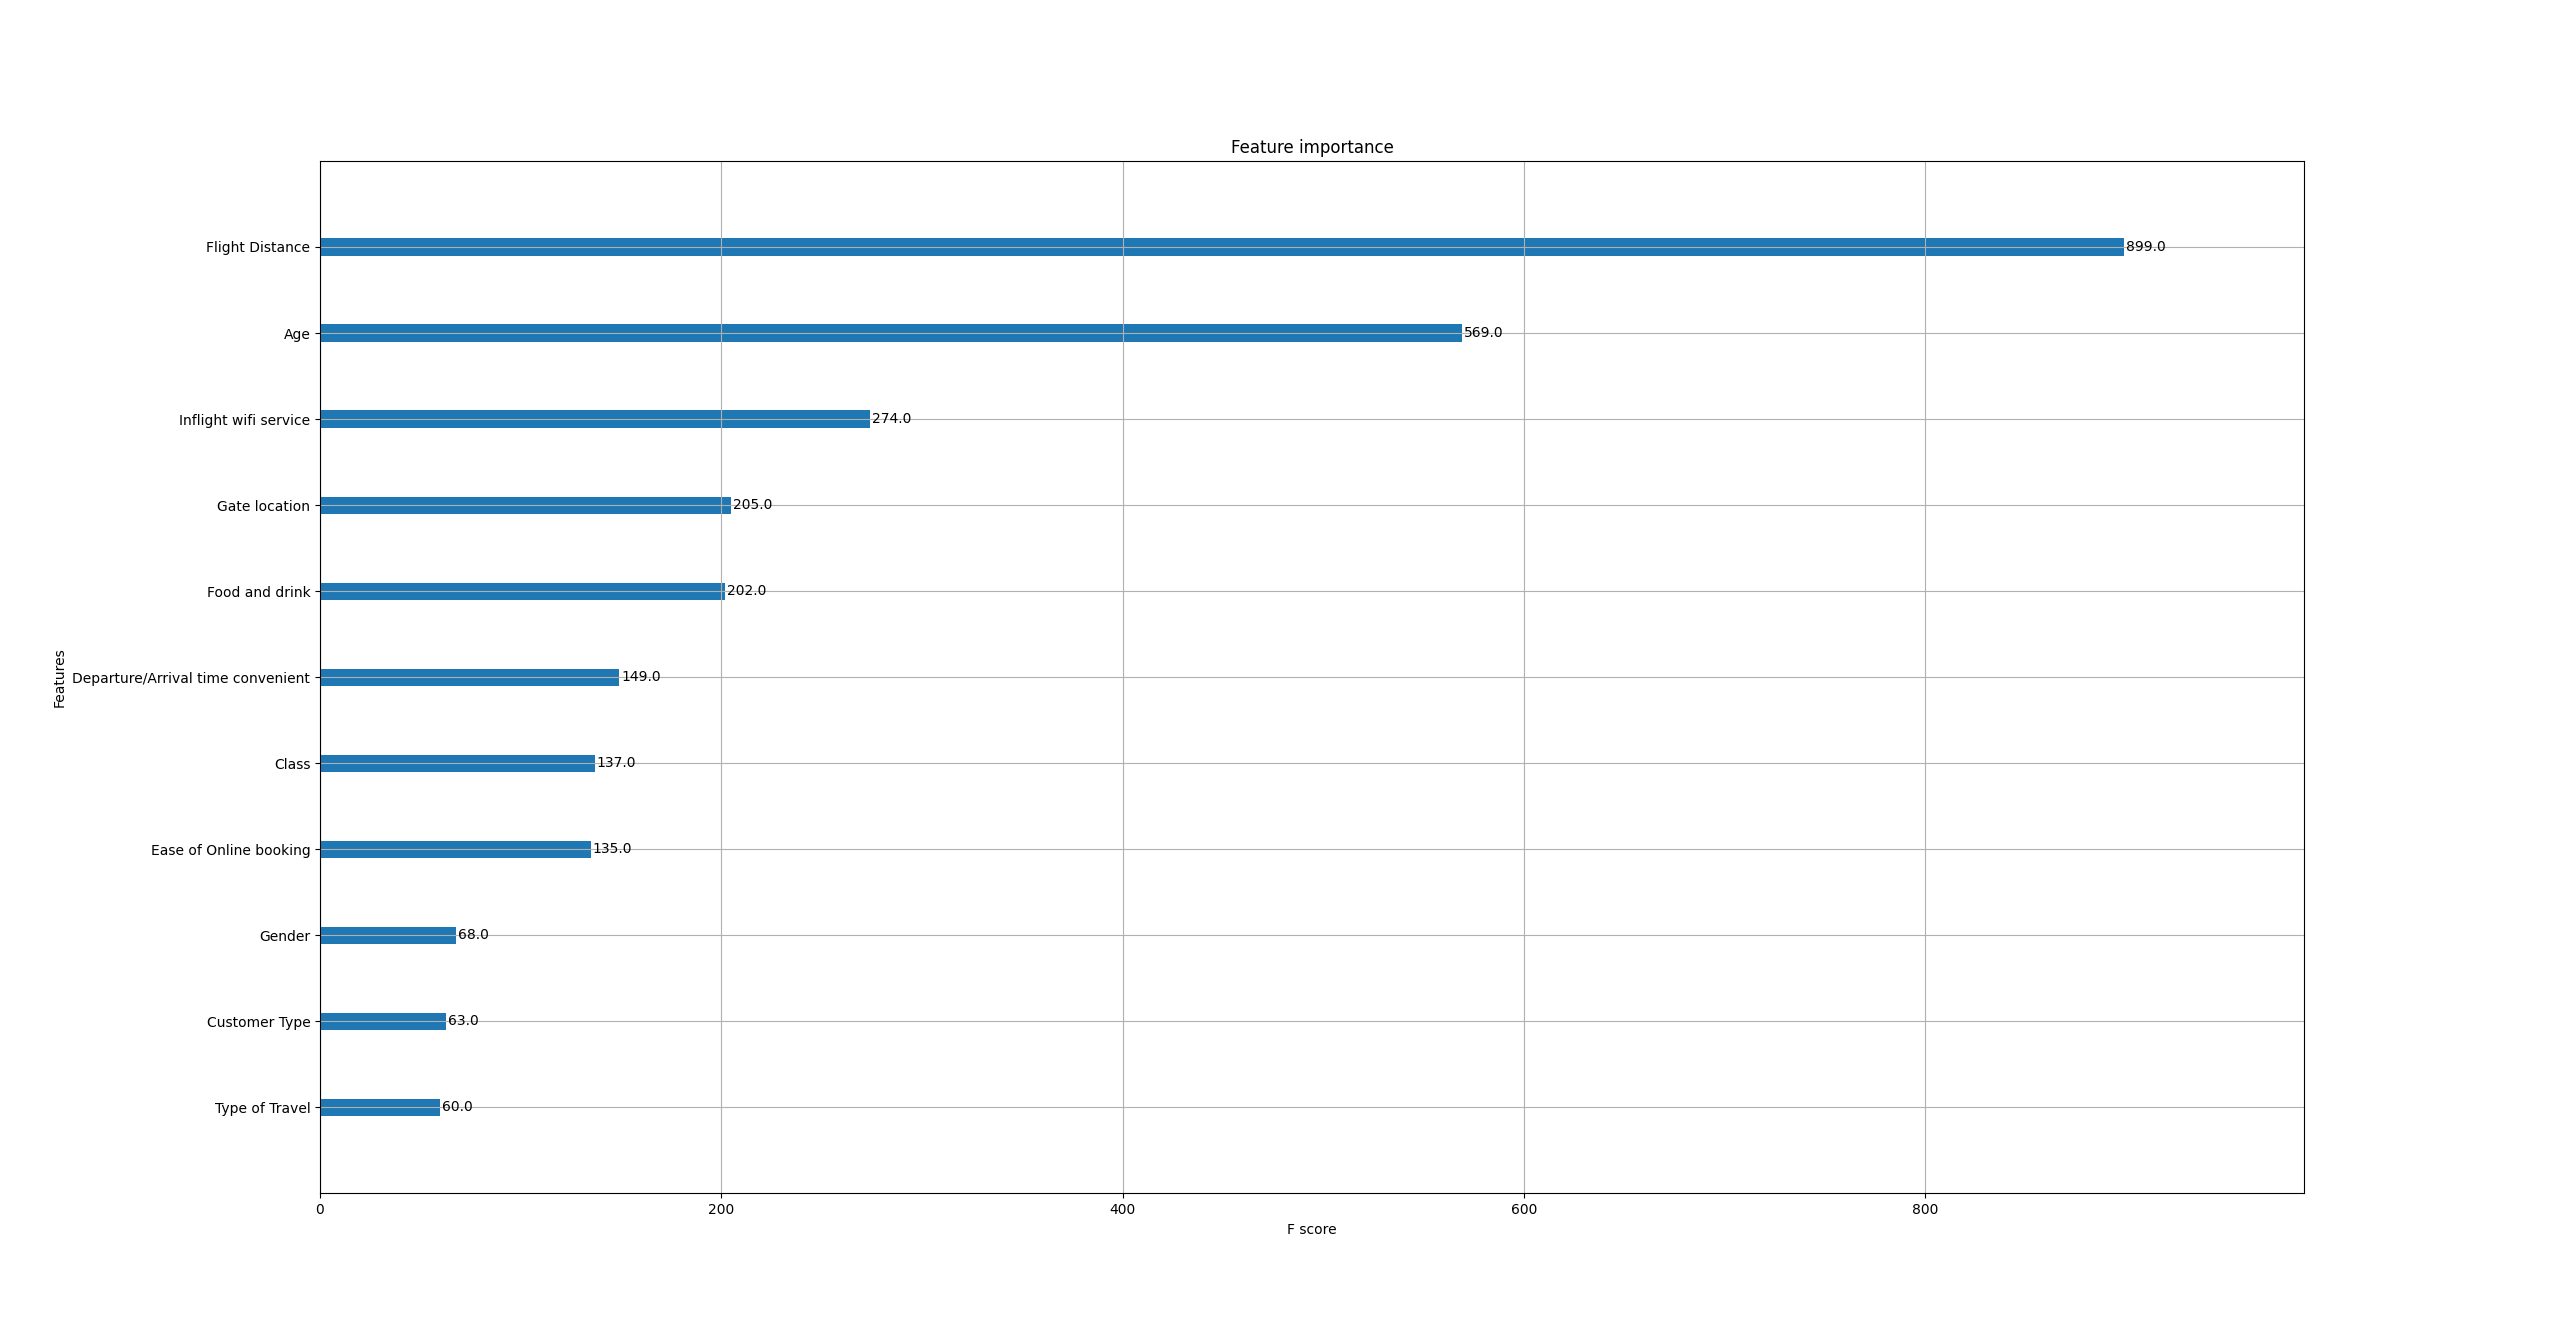 Feature importance
Flight Distance 899.0
Age 569.0
Inflight wifi service 274.0
Gate location 205.0
Food and drink 202.0
Features
Departure/Arrival time convenient 149.0
Class 137.0
Ease of Online booking 135.0
Gender 68.0
Customer Type 63.0
Type of Travel 60.0
0 200 400 600 800
F score